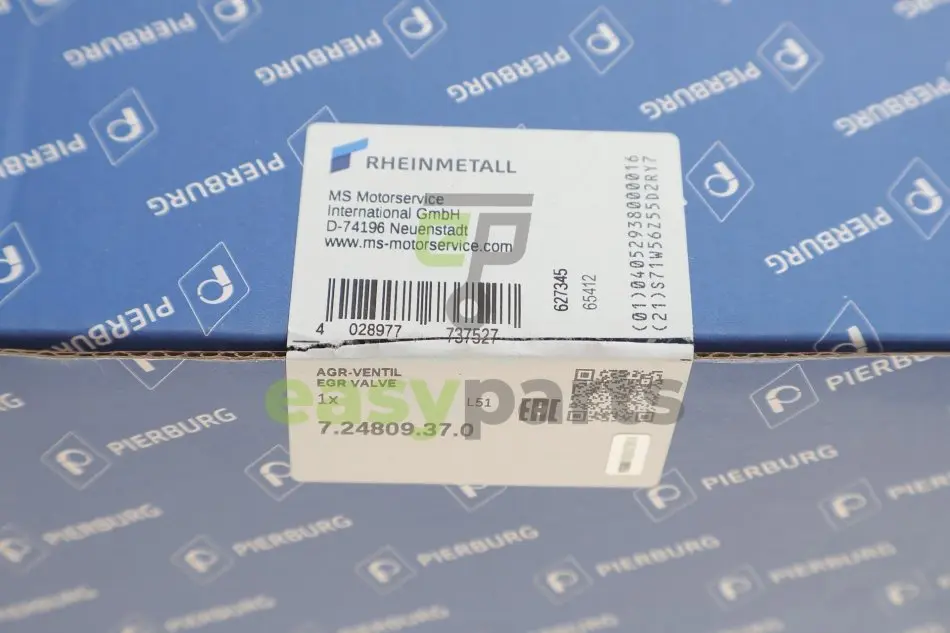 PIERBURG
RHEINMETALL
MS Motorservice
International GmbH
D-74196 Neuenstadt
www.ms-motorservice.com
4 028977 737527
627345
65412
(01)04052938000016
(21)S71W56Z55D2RY7
AGR-VENTIL
EGR VALVE
1x
L51
EAC
7.24809.37.0
easyparts